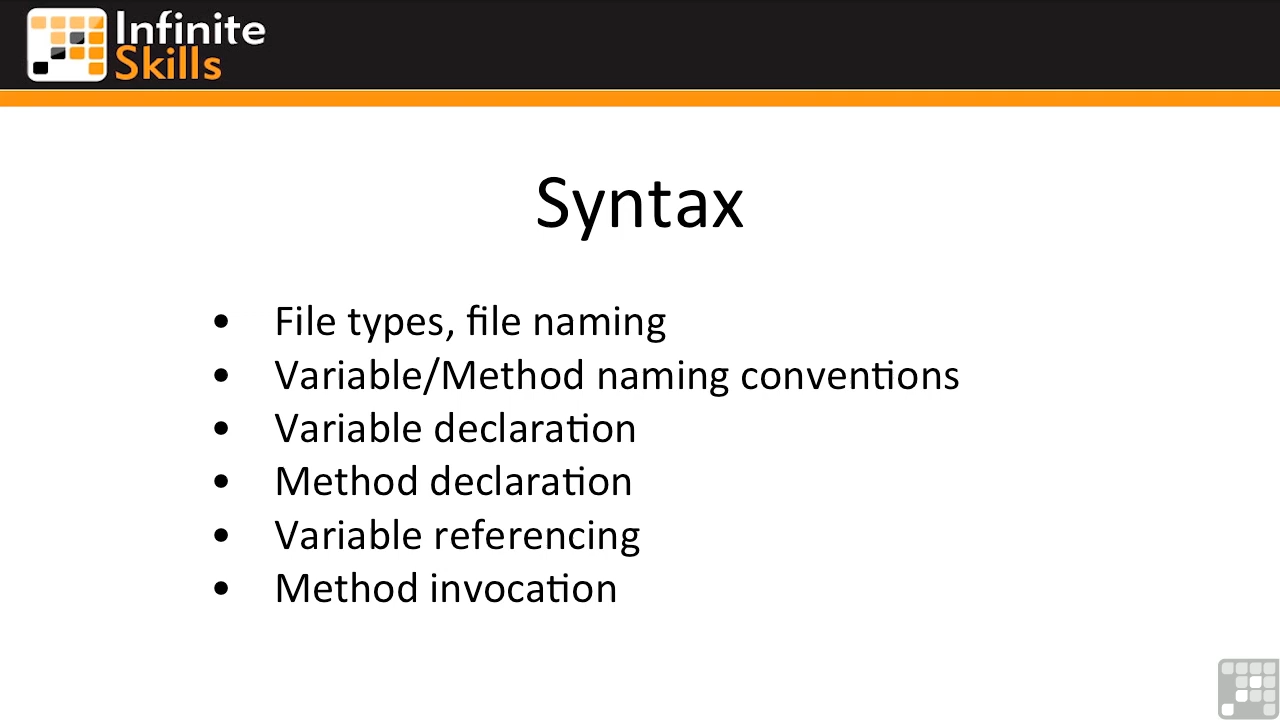 Infinite
Skills
Syntax
• File types, file naming
• Variable/Method naming conventions
• Variable declaration
• Method declaration
• Variable referencing
• Method invocation